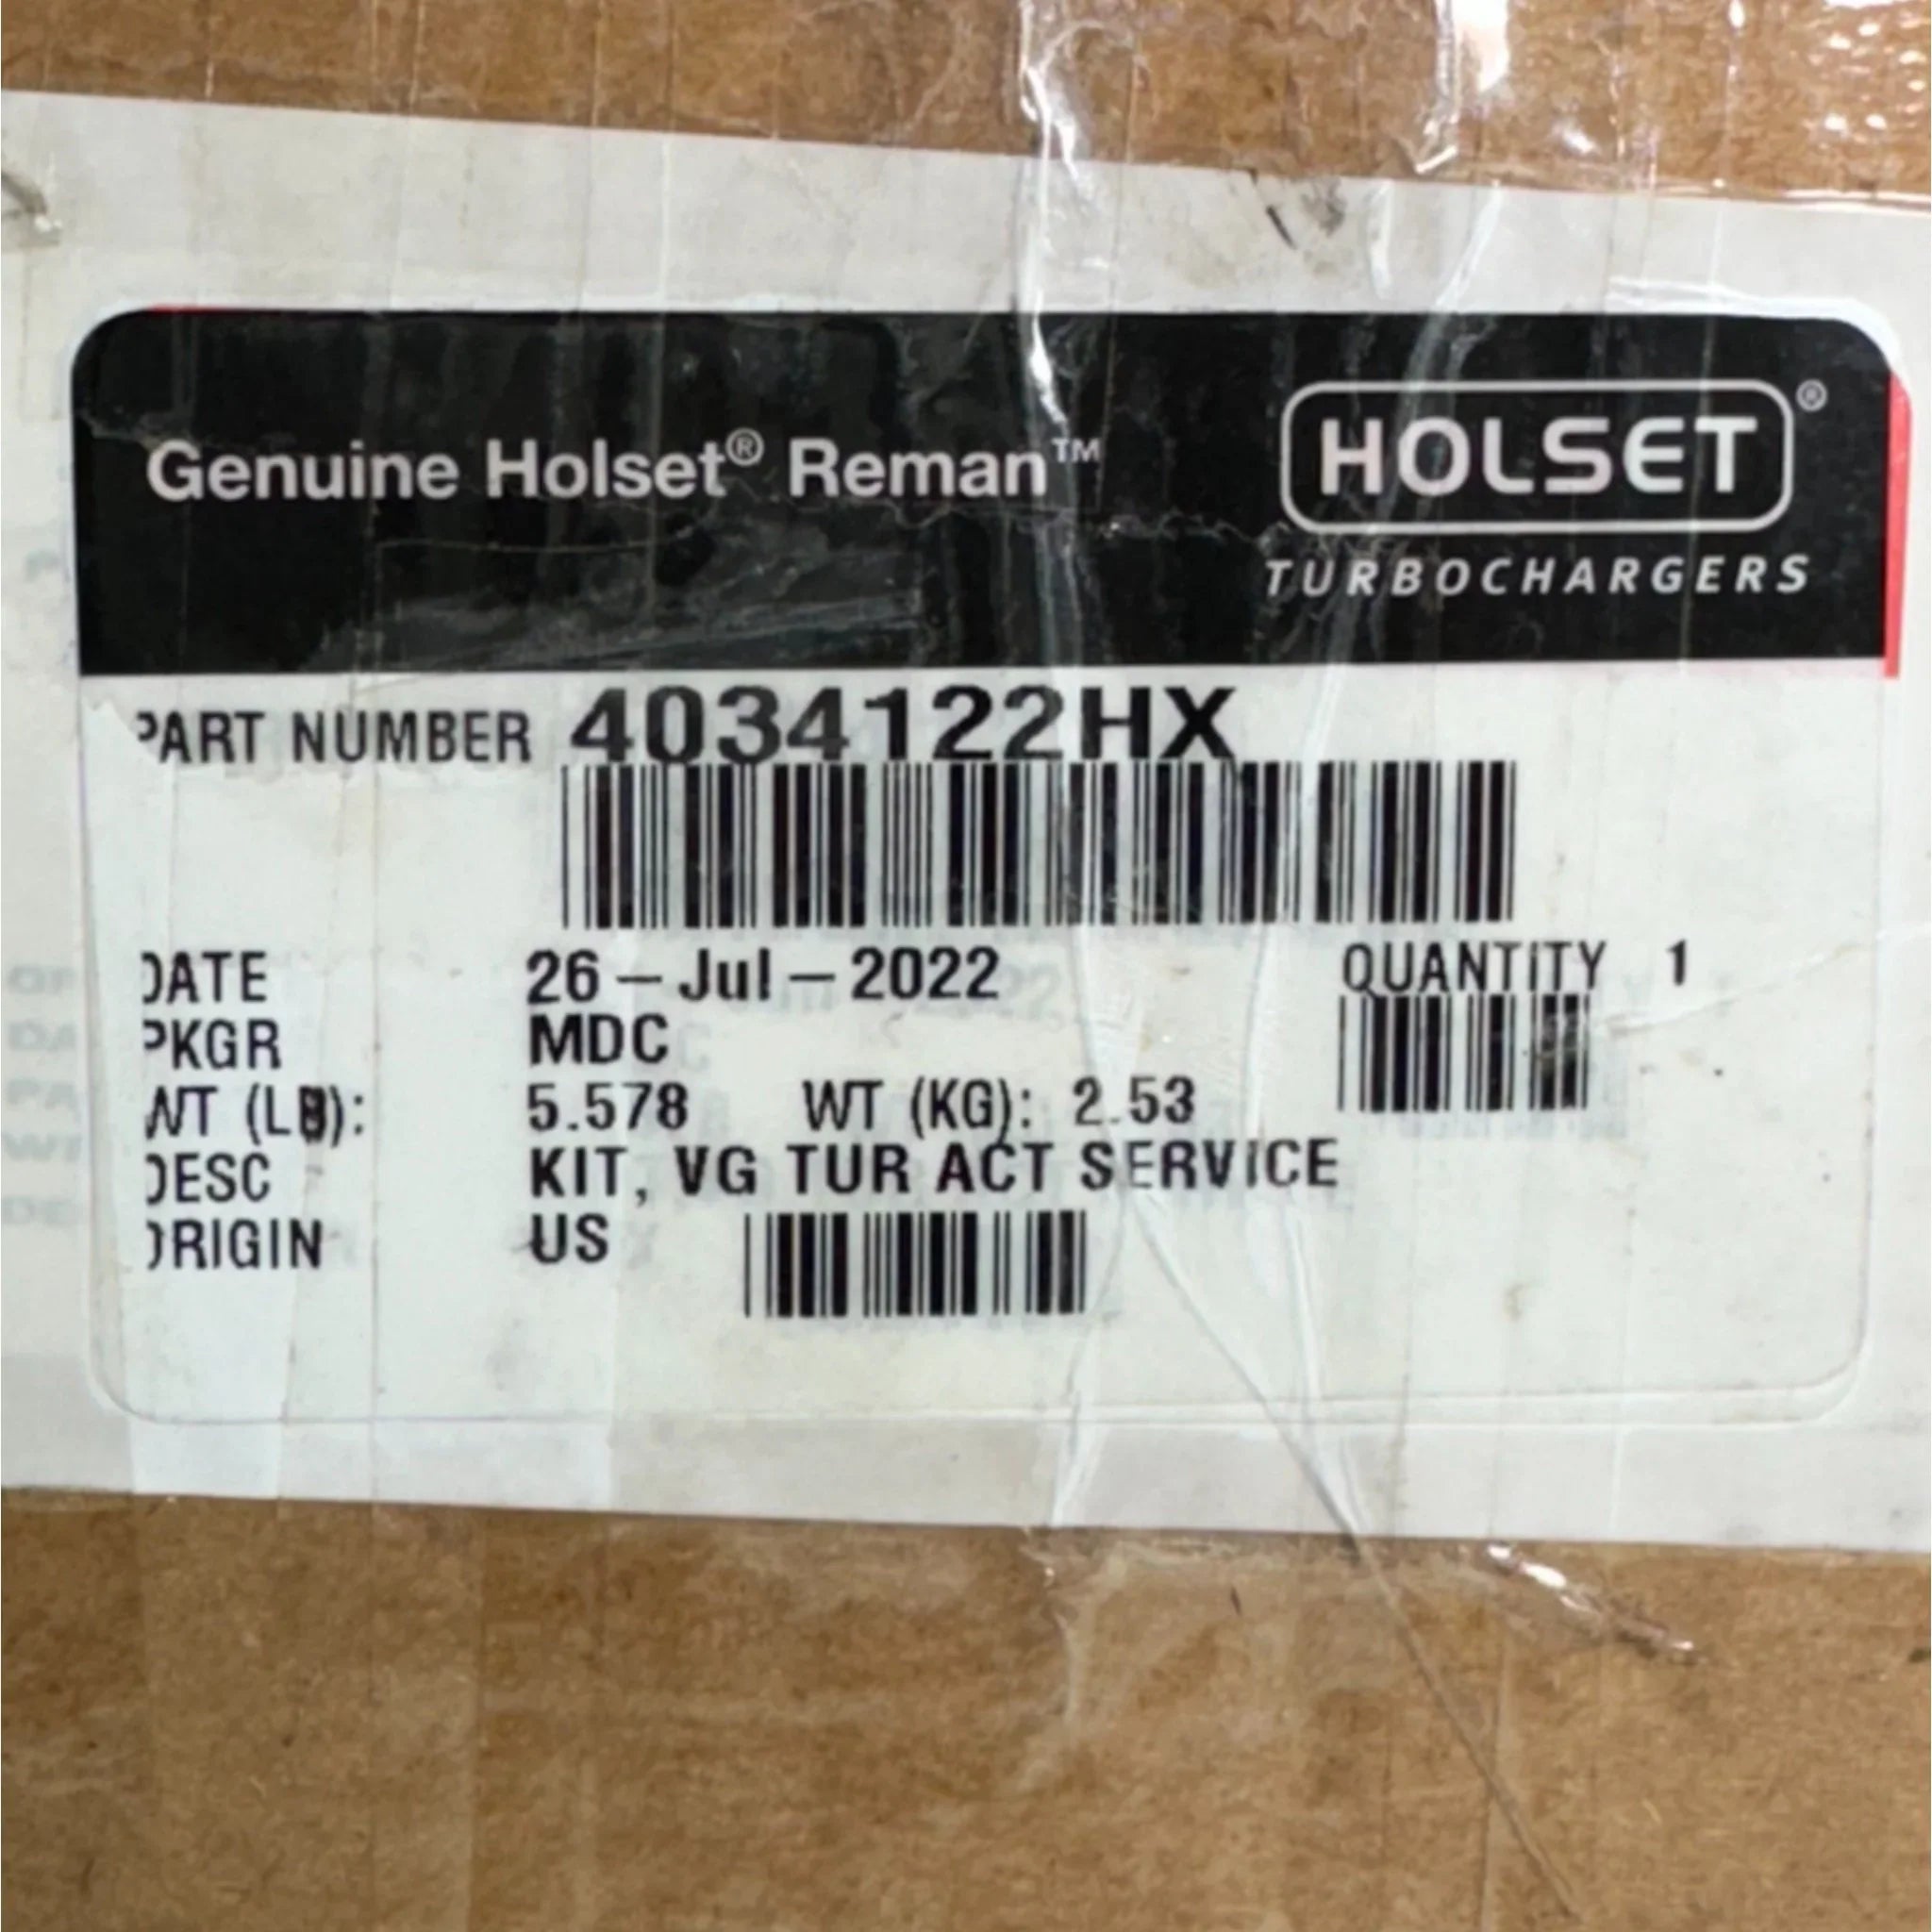 Genuine Holset® Reman™
HOLSET®
TURBOCHARGERS
PART NUMBER 4034122HX
DATE 26-Jul-2022 QUANTITY 1
PKGR MDC
WT (LB): 5.578 WT (KG): 2.53
DESC KIT, VG TUR ACT SERVICE
ORIGIN US